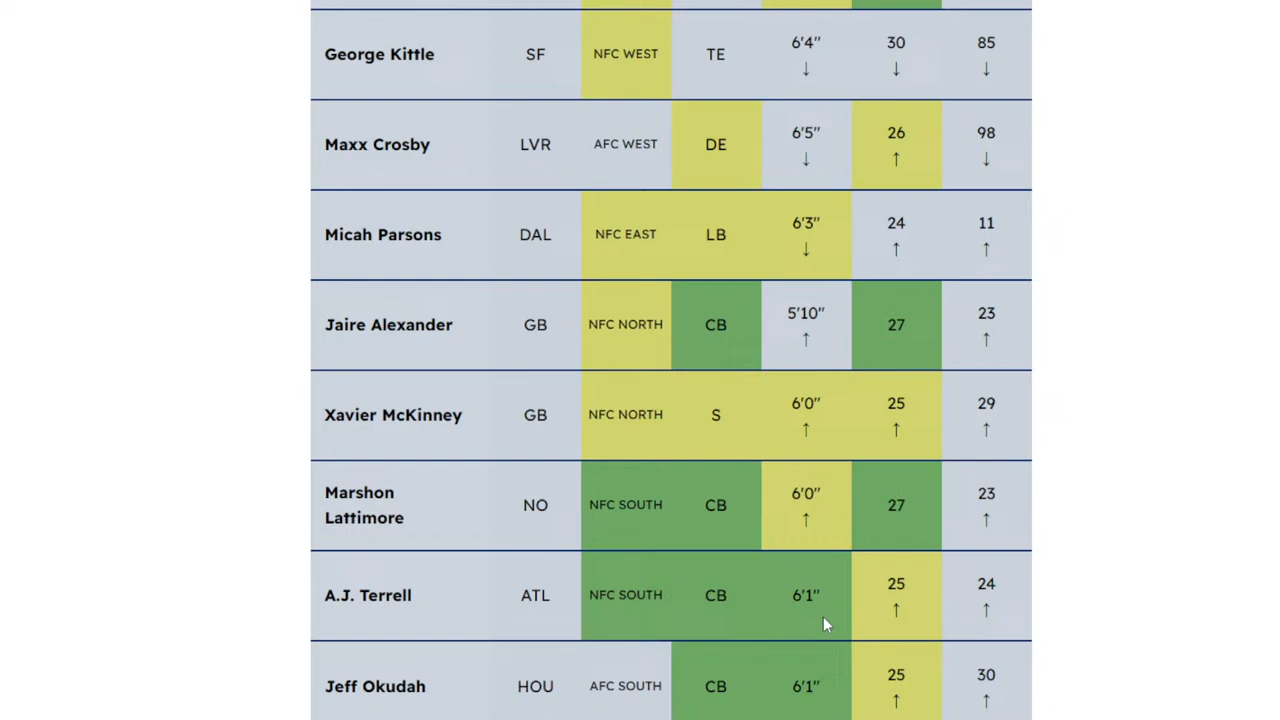 George Kittle SF NFC WEST TE 6'4" 30 85
↓ ↓ ↓
Maxx Crosby LVR AFC WEST DE 6'5" 26 98
↓ ↑ ↓
Micah Parsons DAL NFC EAST LB 6'3" 24 11
↓ ↑ ↑
Jaire Alexander GB NFC NORTH CB 5'10" 27 23
↑ ↑
Xavier McKinney GB NFC NORTH S 6'0" 25 29
↑ ↑ ↑
Marshon
Lattimore NO NFC SOUTH CB 6'0" 27 23
↑ ↑
A.J. Terrell ATL NFC SOUTH CB 6'1" 25 24
↑ ↑
Jeff Okudah HOU AFC SOUTH CB 6'1" 25 30
↑ ↑